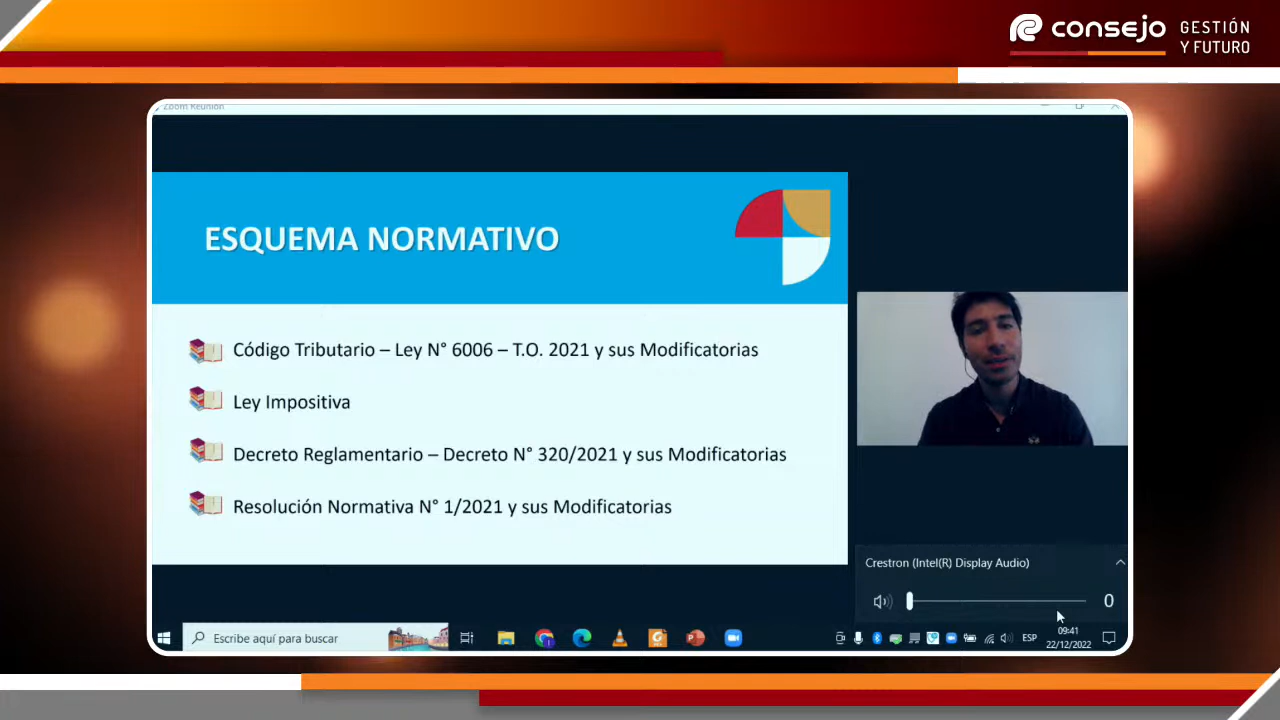 consejo
GESTIÓN
Y FUTURO
Zoom Reunión
ESQUEMA NORMATIVO
Código Tributario – Ley N° 6006 – T.O. 2021 y sus Modificatorias
Ley Impositiva
Decreto Reglamentario – Decreto N° 320/2021 y sus Modificatorias
Resolución Normativa N° 1/2021 y sus Modificatorias
Crestron (Intel(R) Display Audio)
0
Escribe aquí para buscar
ESP
09:41
22/12/2022